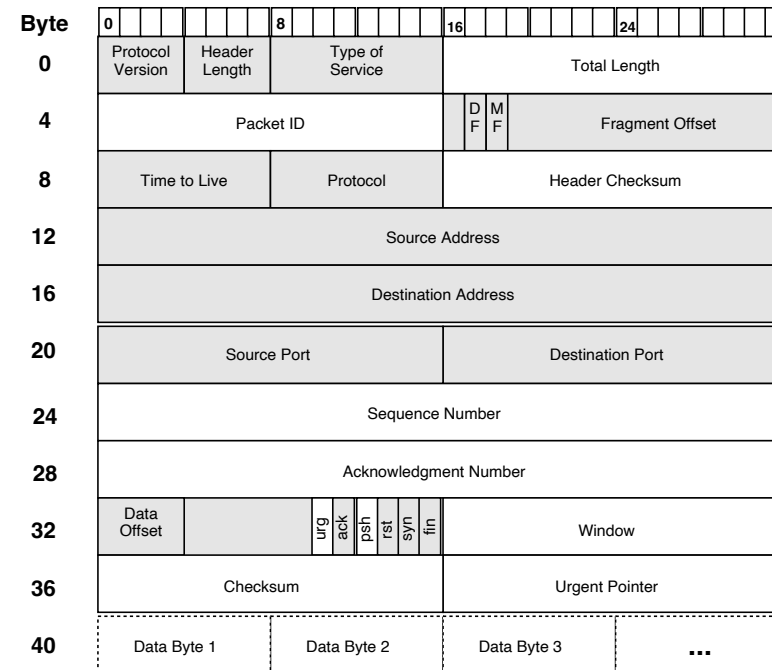 Byte 0 8 16 24
0 Protocol Version Header Length Type of Service Total Length
4 Packet ID DF MF Fragment Offset
8 Time to Live Protocol Header Checksum
12 Source Address
16 Destination Address
20 Source Port Destination Port
24 Sequence Number
28 Acknowledgment Number
32 Data Offset urg ack psh rst syn fin Window
36 Checksum Urgent Pointer
40 Data Byte 1 Data Byte 2 Data Byte 3 ...